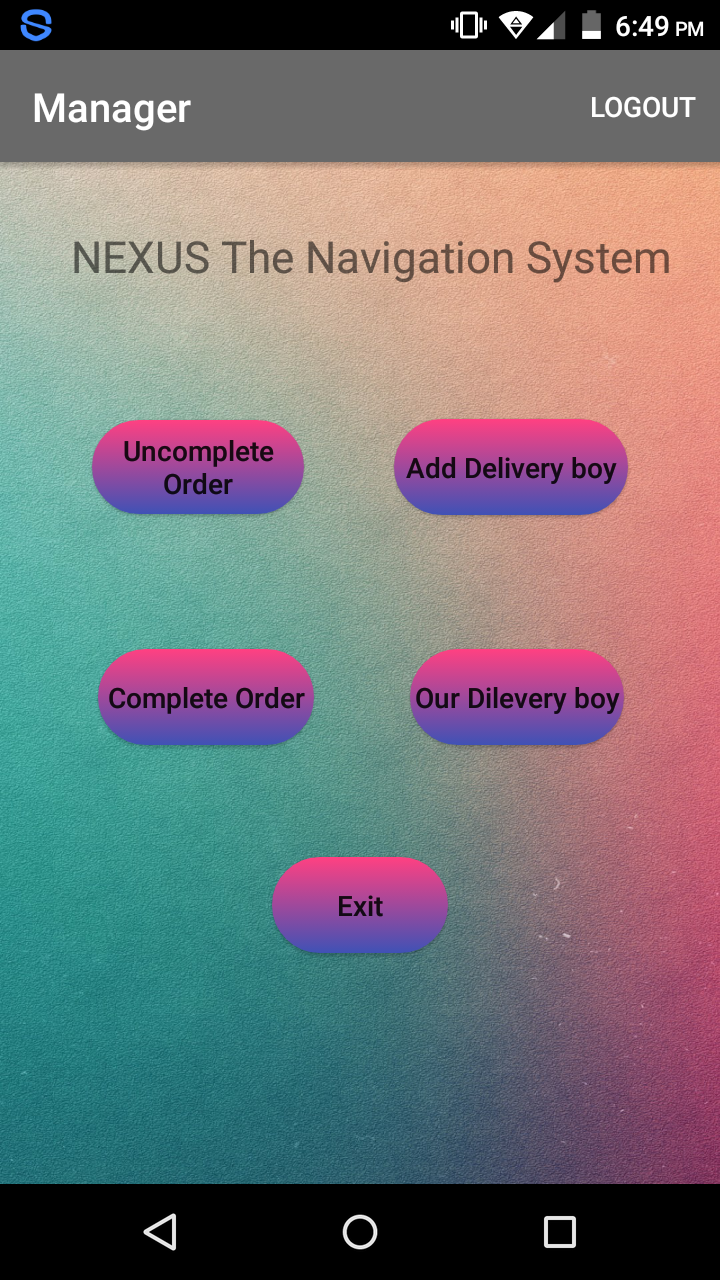 6:49 PM
Manager
LOGOUT
NEXUS The Navigation System
Uncomplete
Order
Add Delivery boy
Complete Order
Our Dilevery boy
Exit